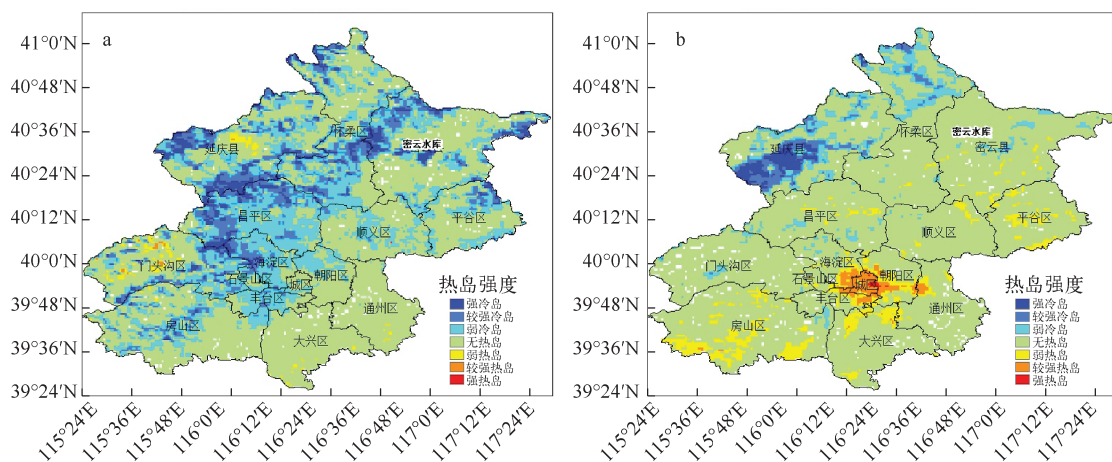 a
41°0′N
40°48′N
40°36′N
40°24′N
40°12′N
40°0′N
39°48′N
39°36′N
39°24′N
115°24′E
115°36′E
115°48′E
116°0′E
116°12′E
116°24′E
116°36′E
116°48′E
117°0′E
117°12′E
117°24′E
怀柔区
延庆县
密云水库
昌平区
顺义区
平谷区
门头沟区
海淀区
石景山区
朝阳区
城区
丰台区
通州区
房山区
大兴区
热岛强度
强冷岛
较强冷岛
弱冷岛
无热岛
弱热岛
较强热岛
强热岛
b
41°0′N
40°48′N
40°36′N
40°24′N
40°12′N
40°0′N
39°48′N
39°36′N
39°24′N
115°24′E
115°36′E
115°48′E
116°0′E
116°12′E
116°24′E
116°36′E
116°48′E
117°0′E
117°12′E
117°24′E
怀柔区
密云水库
延庆县
密云县
昌平区
顺义区
平谷区
门头沟区
海淀区
石景山区
朝阳区
城区
丰台区
通州区
房山区
大兴区
热岛强度
强冷岛
较强冷岛
弱冷岛
无热岛
弱热岛
较强热岛
强热岛